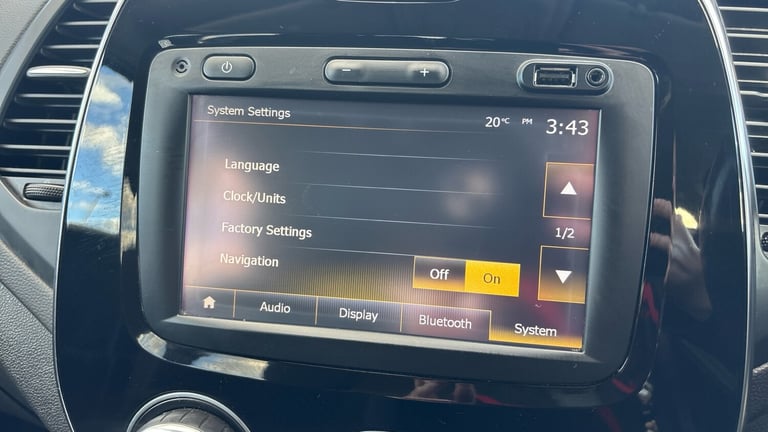 System Settings
20°C PM 3:43
Language
Clock/Units
Factory Settings
1/2
Navigation Off On
Audio Display Bluetooth System